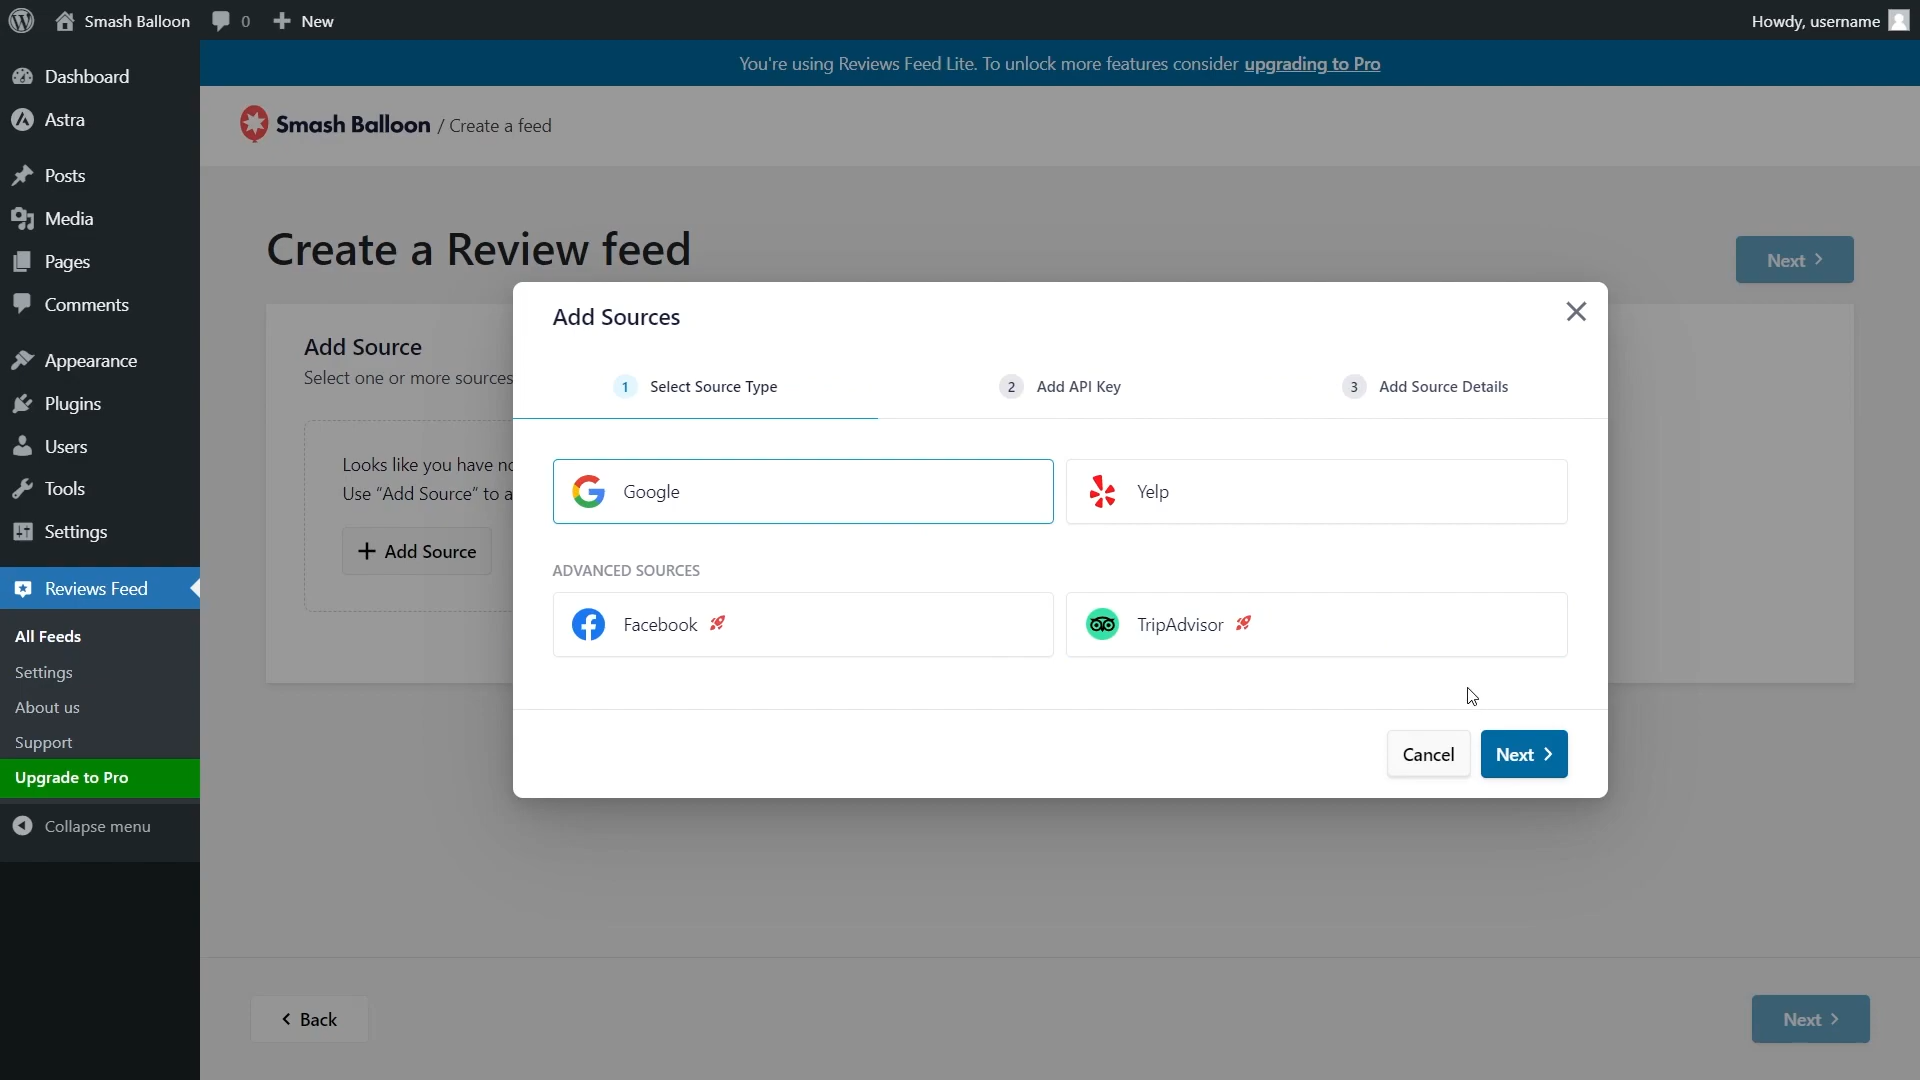 Smash Balloon
0
New
Howdy, username
Dashboard
Astra
Posts
Media
Pages
Comments
Appearance
Plugins
Users
Tools
Settings
Reviews Feed
All Feeds
Settings
About us
Support
Upgrade to Pro
Collapse menu
You're using Reviews Feed Lite. To unlock more features consider upgrading to Pro
Smash Balloon / Create a feed
Create a Review feed
Next
Add Source
Select one or more sources
Looks like you have
Use “Add Source” to
Add Source
Add Sources
1 Select Source Type
2 Add API Key
3 Add Source Details
Google
Yelp
ADVANCED SOURCES
Facebook
TripAdvisor
Cancel
Next
Back
Next